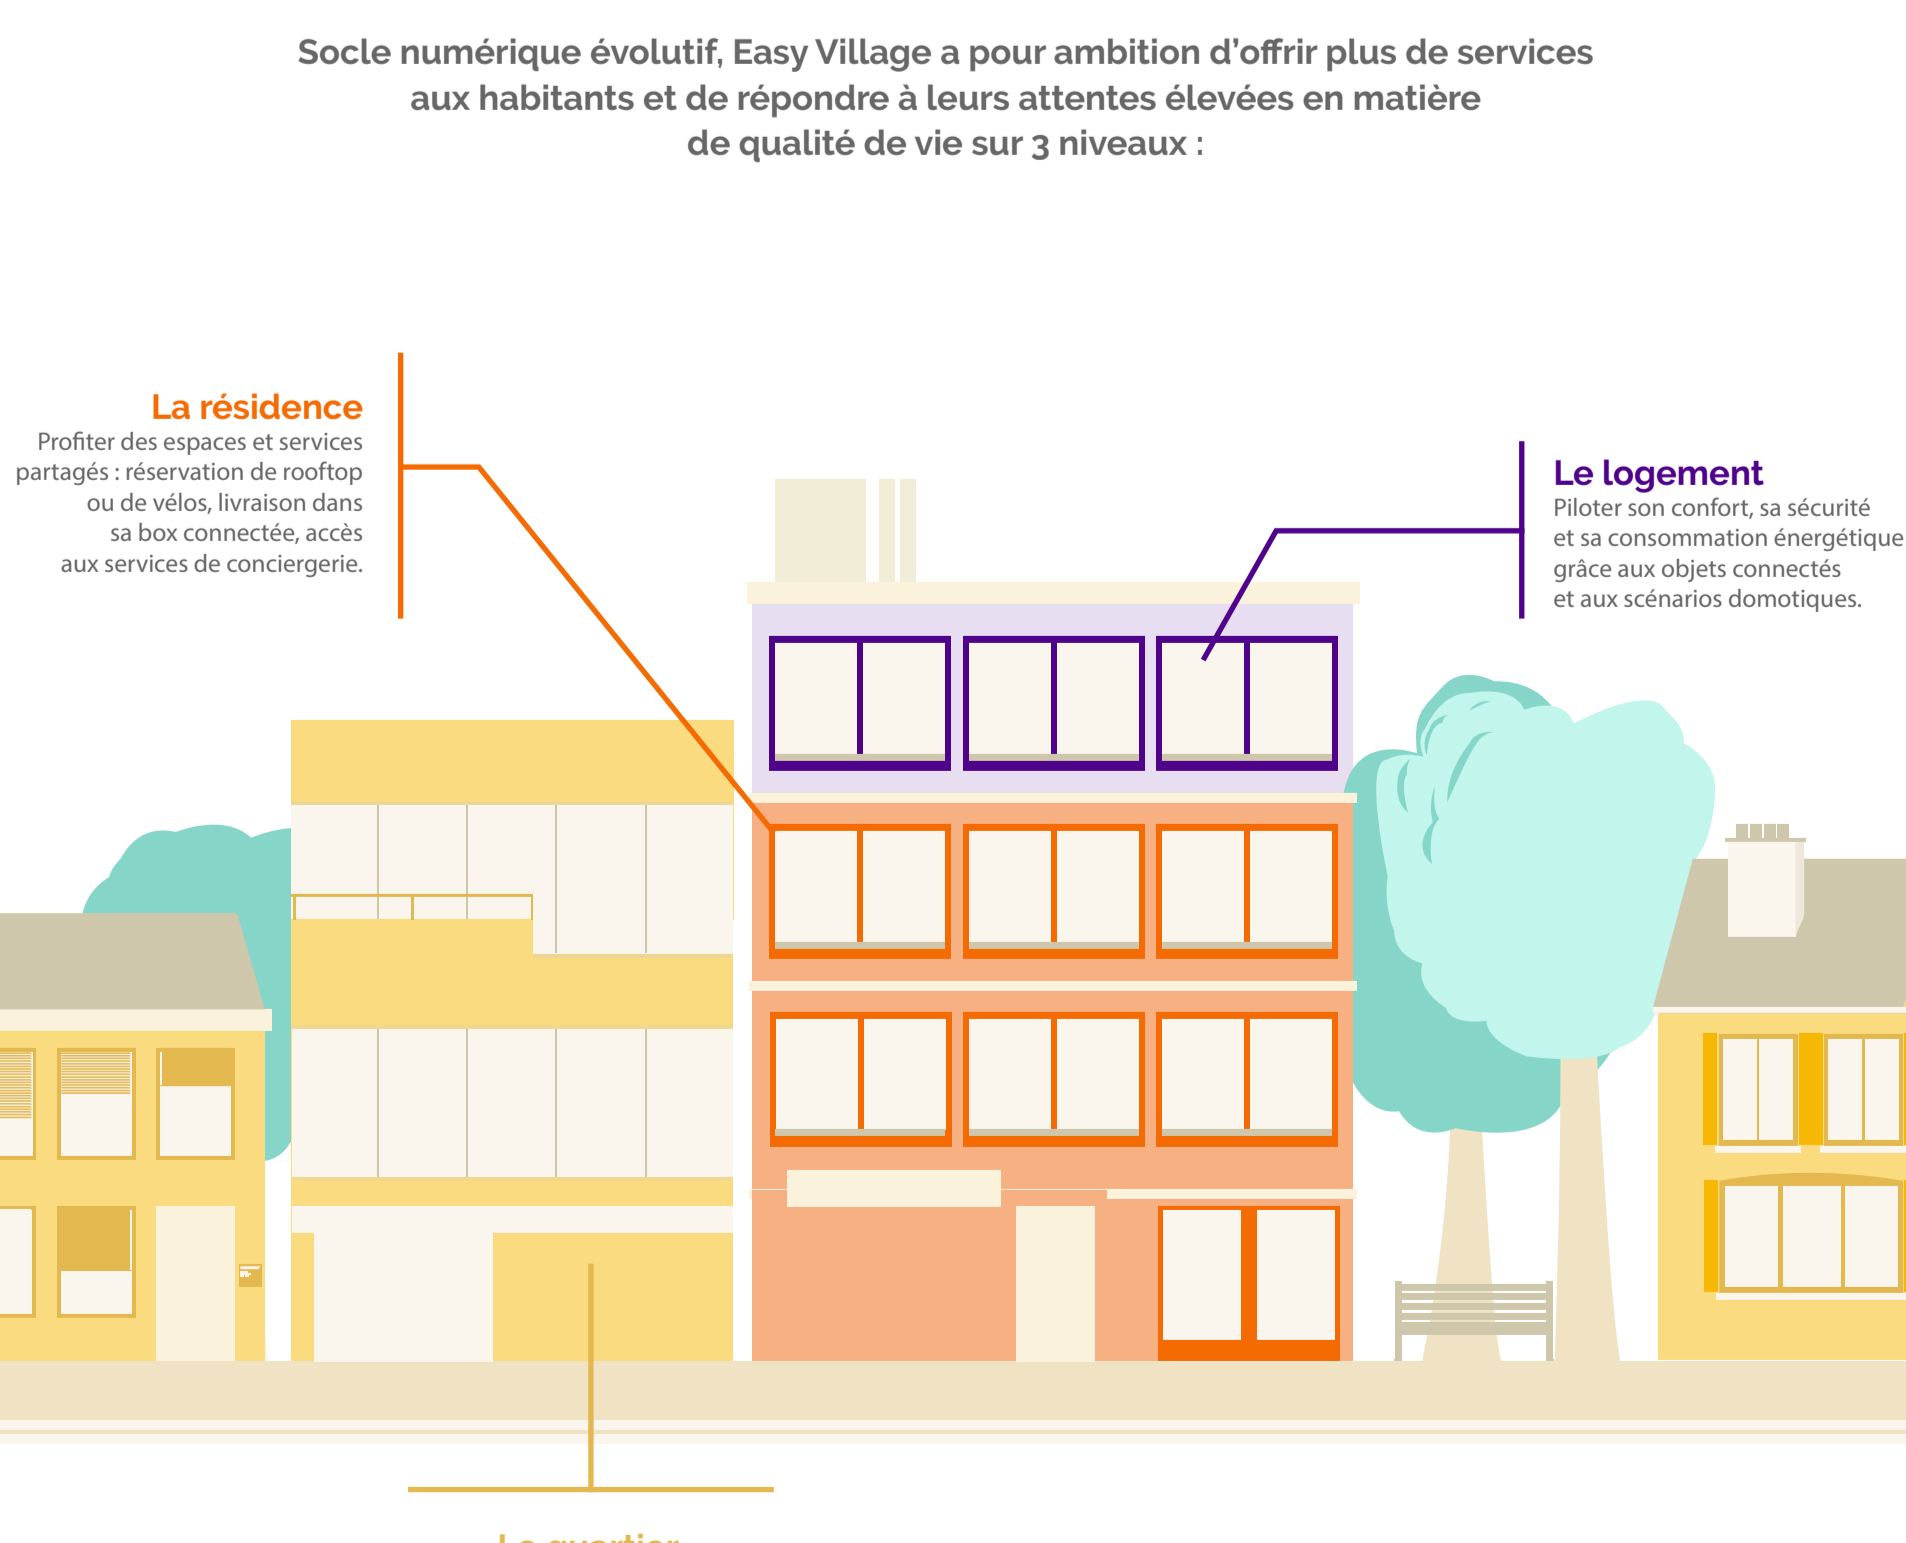 Socle numérique évolutif, Easy Village a pour ambition d’offrir plus de services
aux habitants et de répondre à leurs attentes élevées en matière
de qualité de vie sur 3 niveaux :
La résidence
Profiter des espaces et services
partagés : réservation de rooftop
ou de vélos, livraison dans
sa box connectée, accès
aux services de conciergerie.
Le logement
Piloter son confort, sa sécurité
et sa consommation énergétique
grâce aux objets connectés
et aux scénarios domotiques.
Le quartier